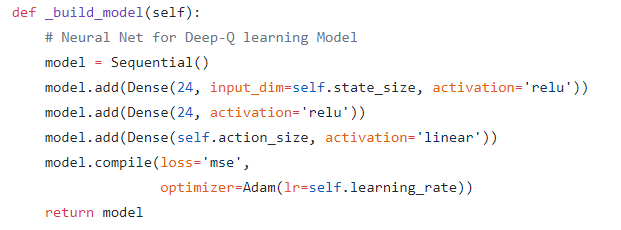 def _build_model(self):
    # Neural Net for Deep-Q learning Model
    model = Sequential()
    model.add(Dense(24, input_dim=self.state_size, activation='relu'))
    model.add(Dense(24, activation='relu'))
    model.add(Dense(self.action_size, activation='linear'))
    model.compile(loss='mse',
                  optimizer=Adam(lr=self.learning_rate))
    return model